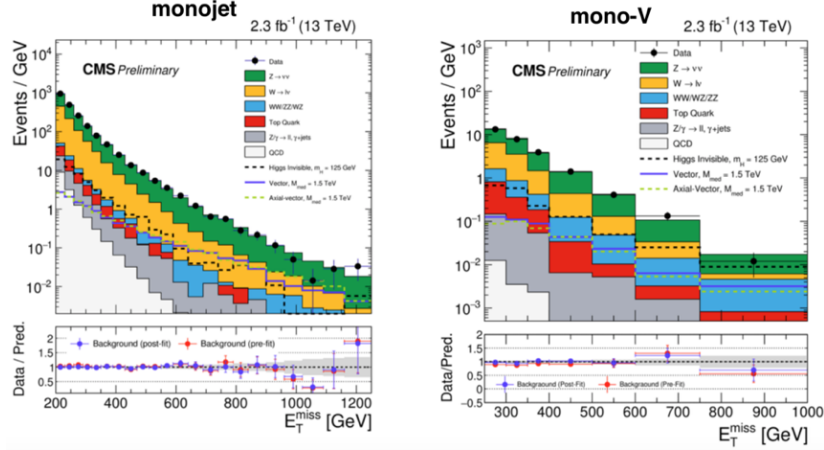 monojet
2.3 fb⁻¹ (13 TeV)
Events / GeV
CMS Preliminary
Data
Z → νν
W → lν
WW/ZZ/WZ
Top Quark
Z/γ → ll, γ+jets
QCD
Higgs Invisible, m_H = 125 GeV
Vector, M_med = 1.5 TeV
Axial-vector, M_med = 1.5 TeV
10⁴
10³
10²
10
1
10⁻¹
10⁻²
Data / Pred.
Background (post-fit)
Background (pre-fit)
2
1.5
1
0.5
200 400 600 800 1000 1200
E_T^miss [GeV]
mono-V
2.3 fb⁻¹ (13 TeV)
Events / GeV
CMS Preliminary
Data
Z → νν
W → lν
WW/WZ/ZZ
Top Quark
Z/γ → ll, γ+jets
QCD
Higgs Invisible, m_H = 125 GeV
Vector, M_med = 1.5 TeV
Axial-Vector, M_med = 1.5 TeV
10³
10²
10
1
10⁻¹
10⁻²
10⁻³
Data/Pred.
2
1.5
1
0.5
0
−0.5
Background (Post-Fit)
Background (Pre-Fit)
300 400 500 600 700 800 900 1000
E_T^miss [GeV]